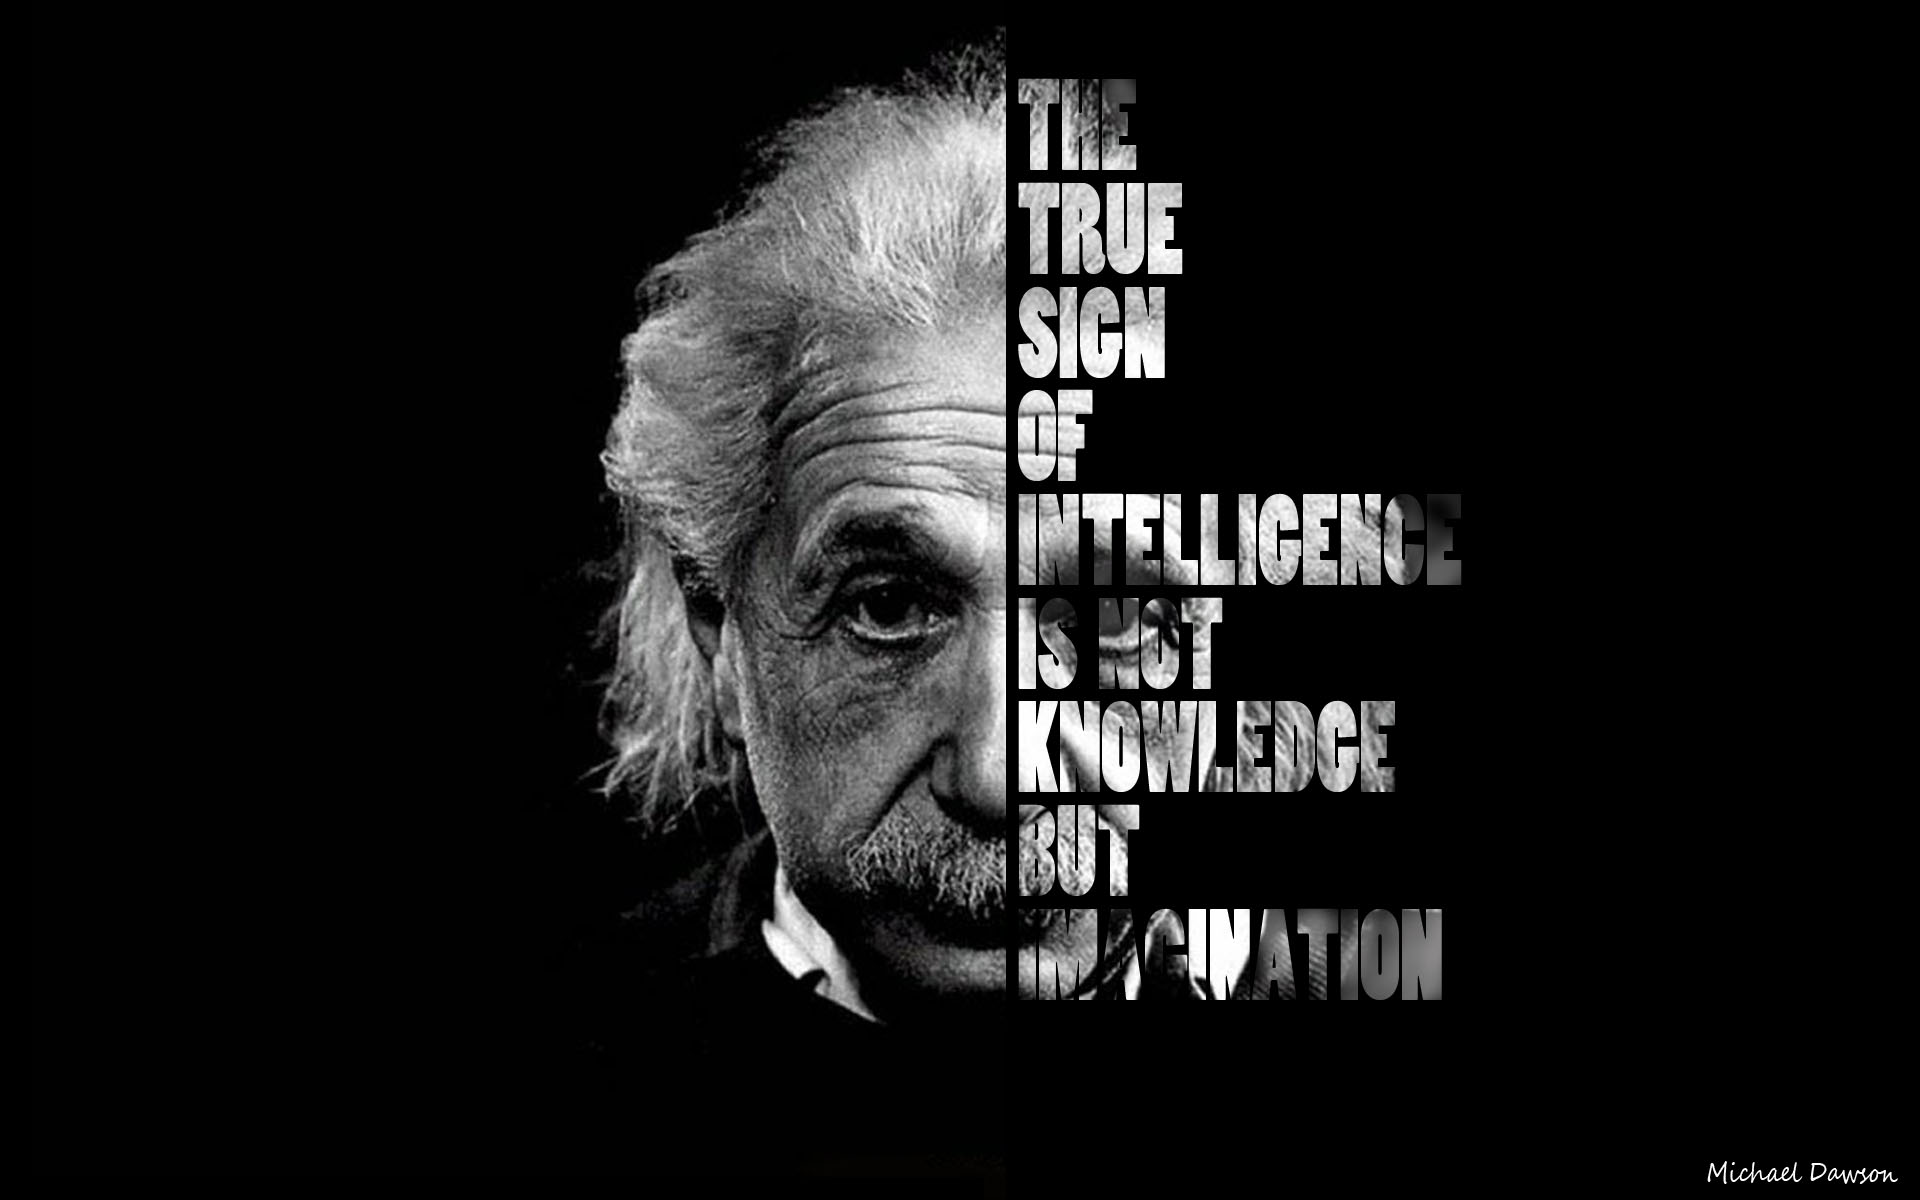 THE
TRUE
SIGN
OF
INTELLIGENCE
IS NOT
KNOWLEDGE
BUT
IMAGINATION
Michael Dawson